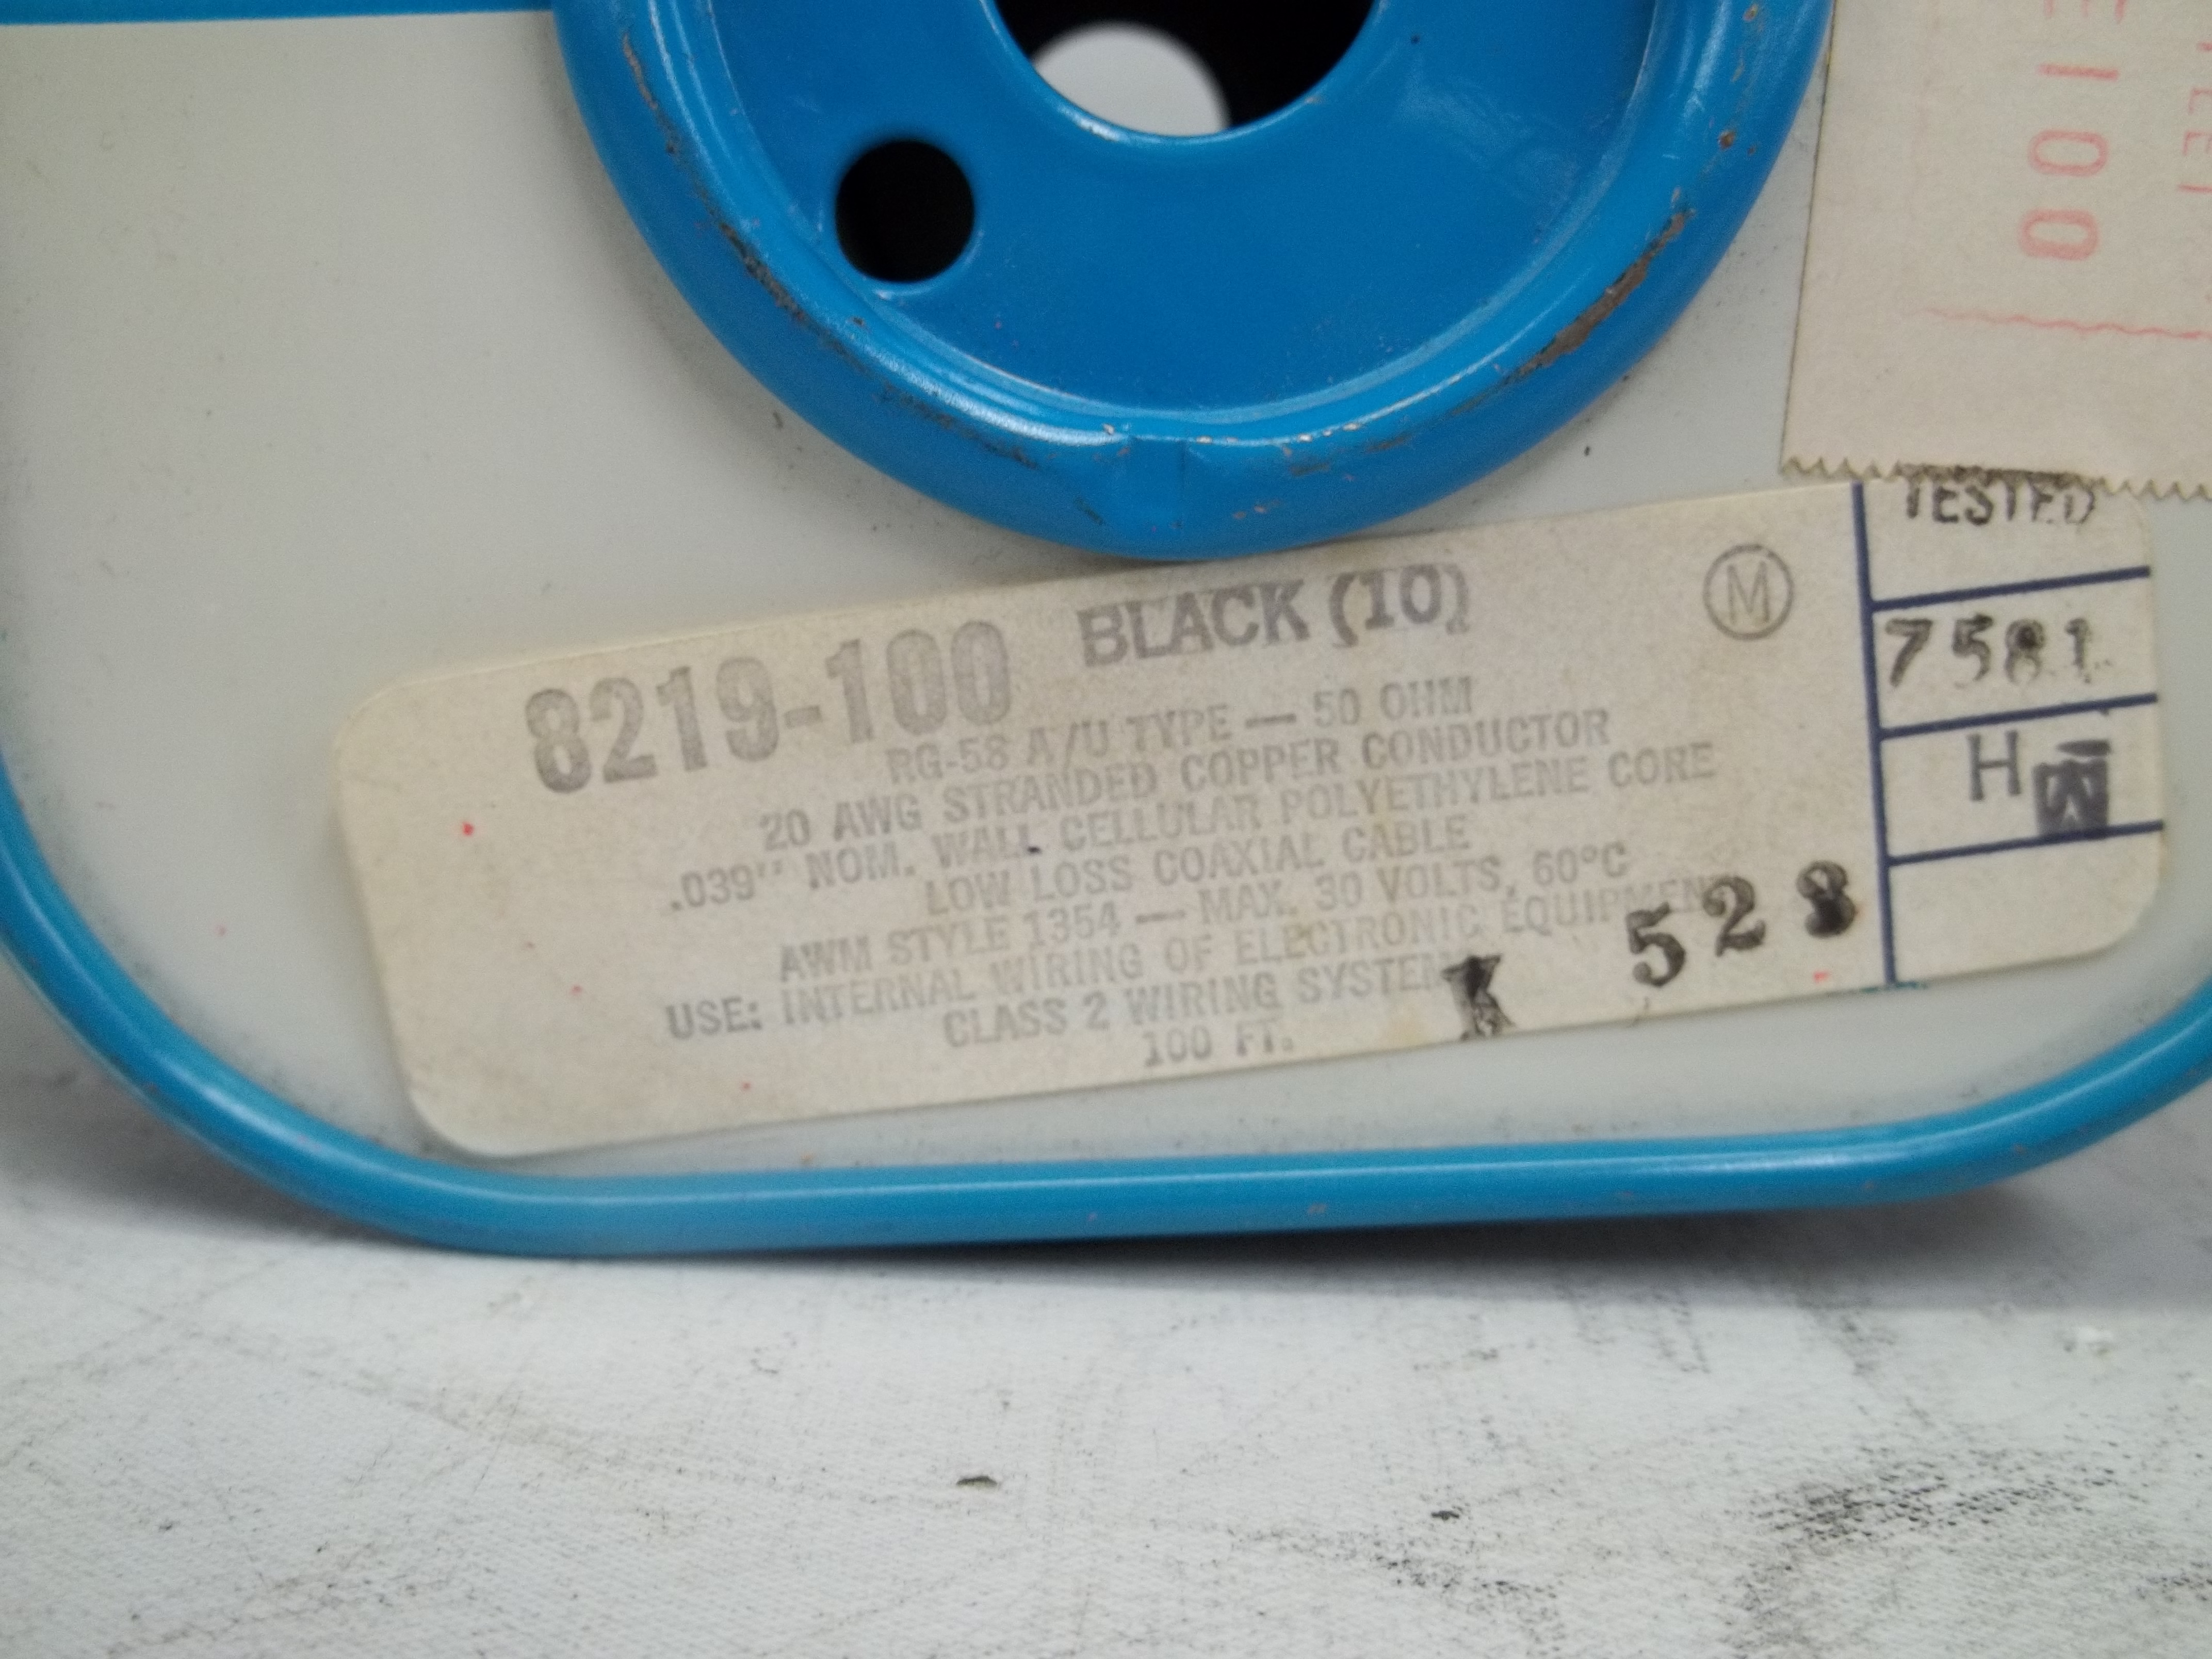 100
TESTED
8219-100 BLACK (10) M
7581
RG-58 A/U TYPE — 50 OHM
20 AWG STRANDED COPPER CONDUCTOR
H
.039" NOM. WALL CELLULAR POLYETHYLENE CORE
LOW LOSS COAXIAL CABLE
AWM STYLE 1354 — MAX. 30 VOLTS, 60°C
USE: INTERNAL WIRING OF ELECTRONIC EQUIPMENT
CLASS 2 WIRING SYSTEM
K 528
100 FT.